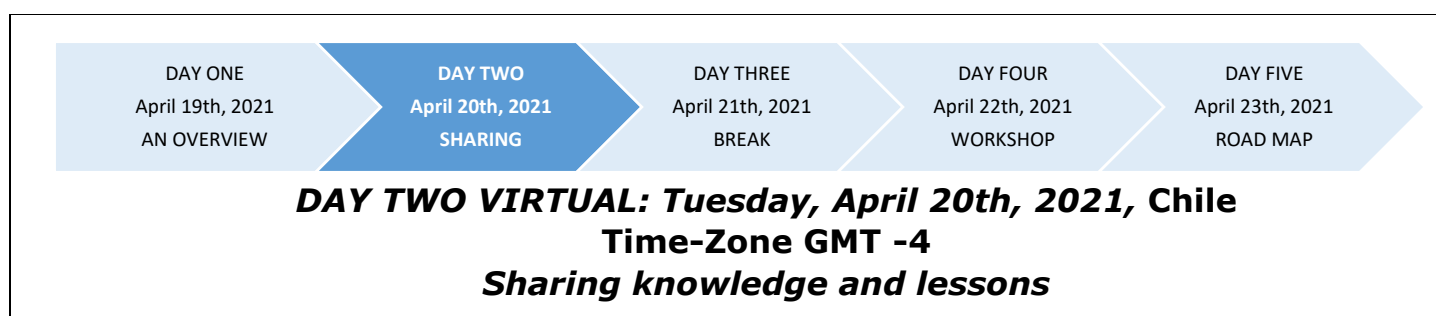 DAY ONE
April 19th, 2021
AN OVERVIEW
DAY TWO
April 20th, 2021
SHARING
DAY THREE
April 21th, 2021
BREAK
DAY FOUR
April 22th, 2021
WORKSHOP
DAY FIVE
April 23th, 2021
ROAD MAP
DAY TWO VIRTUAL: Tuesday, April 20th, 2021, Chile
Time-Zone GMT -4
Sharing knowledge and lessons